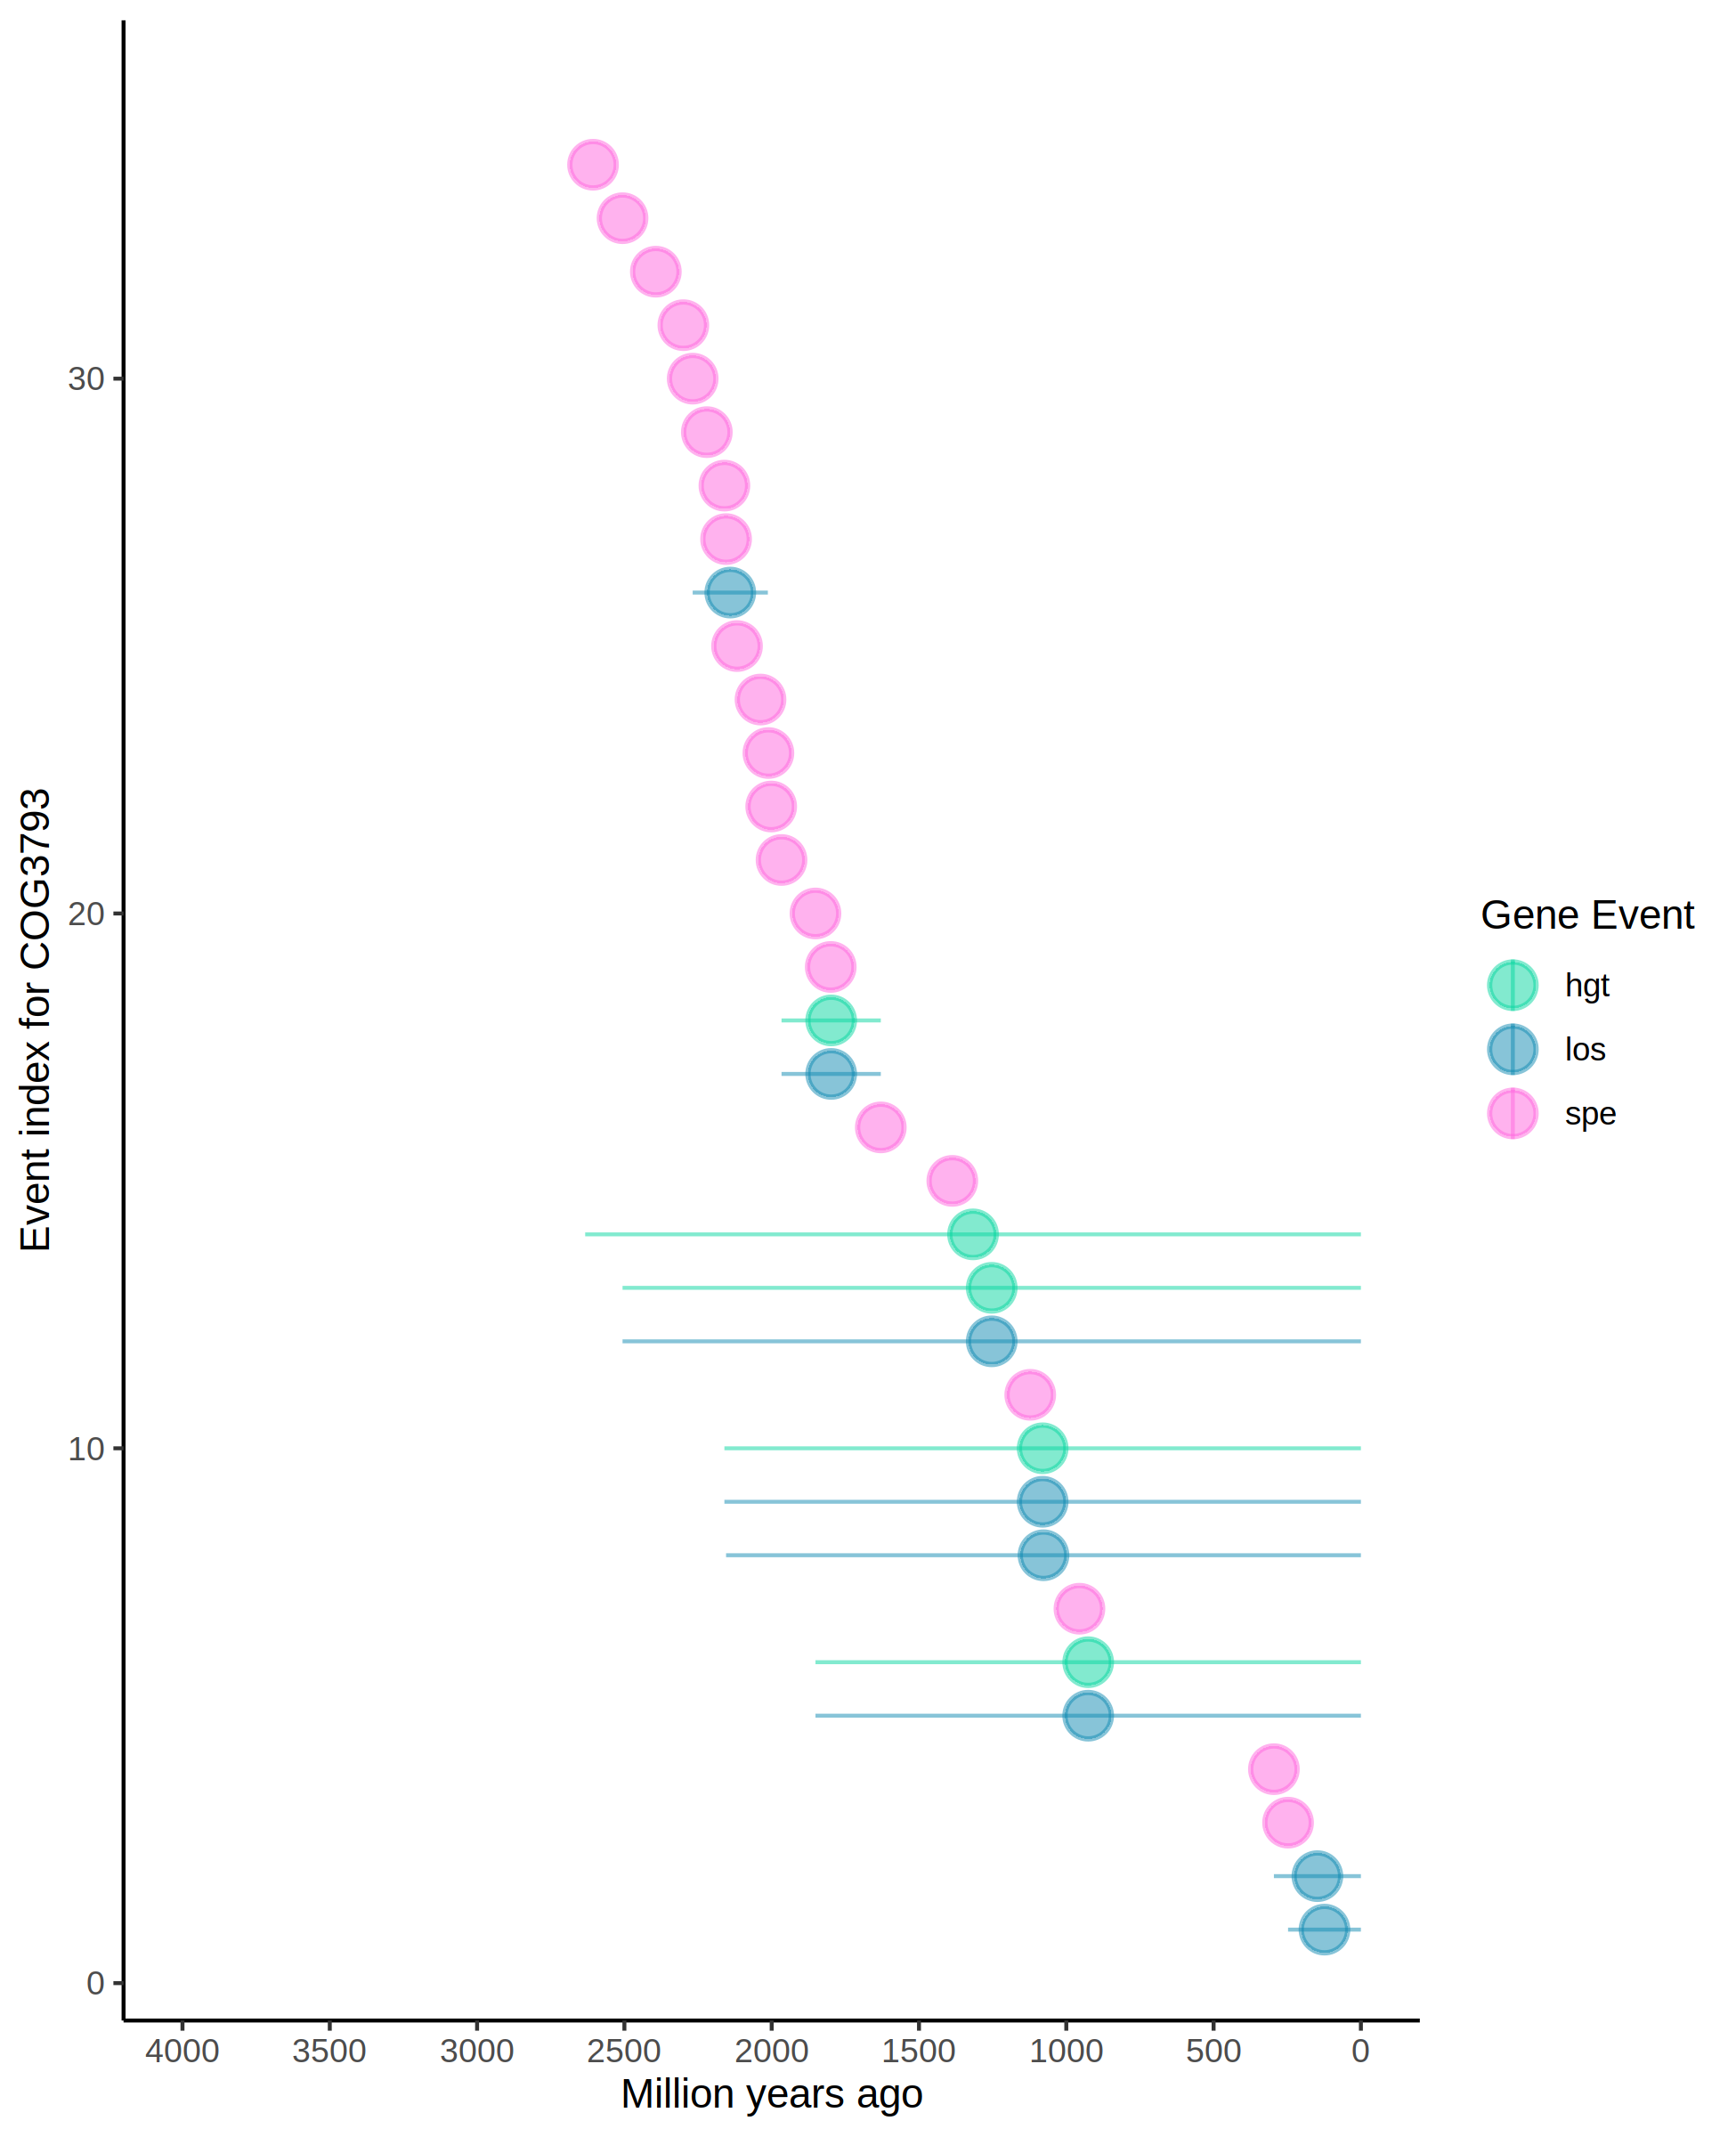 Event index for COG3793
30
20
10
0
4000 3500 3000 2500 2000 1500 1000 500 0
Million years ago
Gene Event
hgt
los
spe